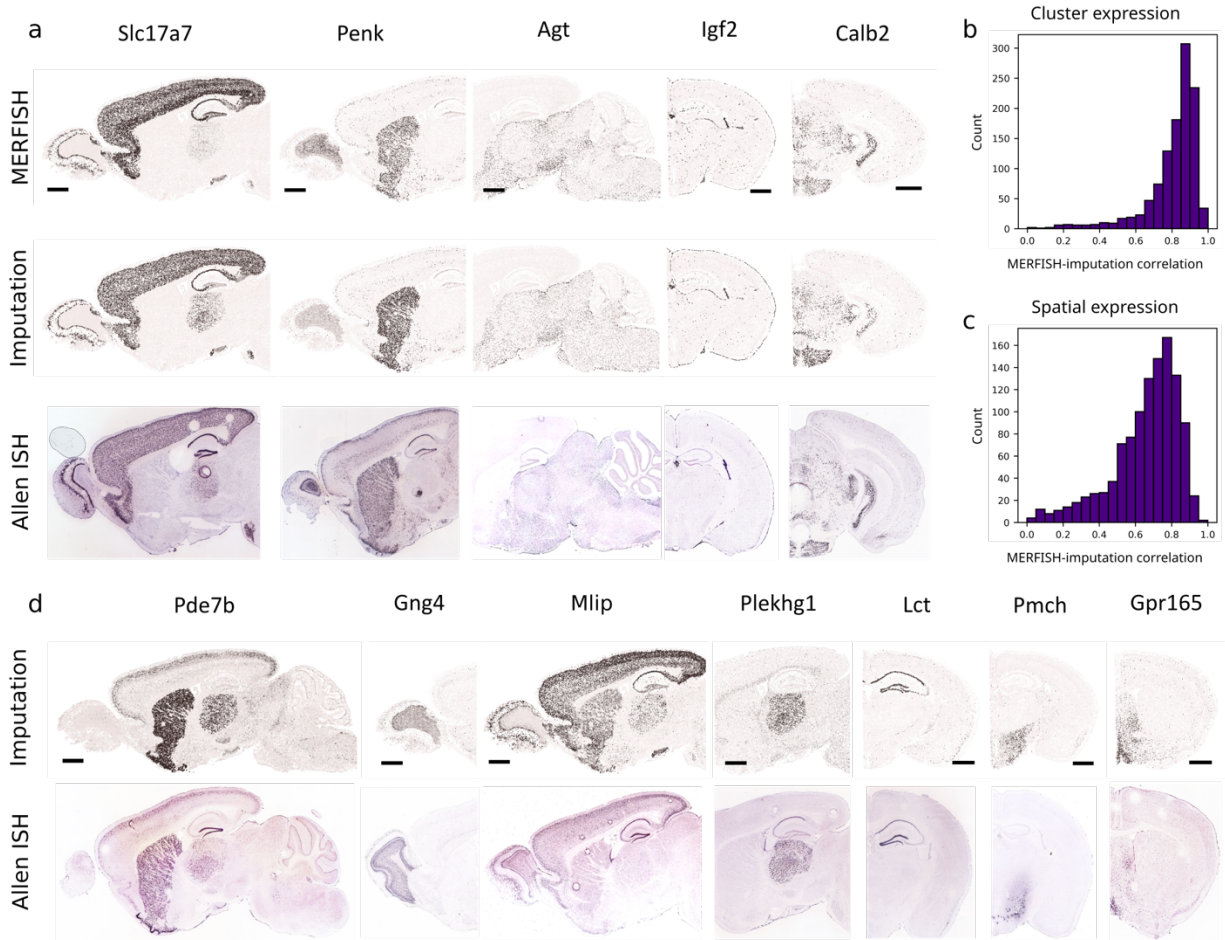 a
Slc17a7 Penk Agt Igf2 Calb2
MERFISH
Imputation
Allen ISH
b
Cluster expression
300
250
200
150
100
50
0
Count
0.0 0.2 0.4 0.6 0.8 1.0
MERFISH-imputation correlation
c
Spatial expression
160
140
120
100
80
60
40
20
0
Count
0.0 0.2 0.4 0.6 0.8 1.0
MERFISH-imputation correlation
d
Pde7b Gng4 Mlip Plekhg1 Lct Pmch Gpr165
Imputation
Allen ISH